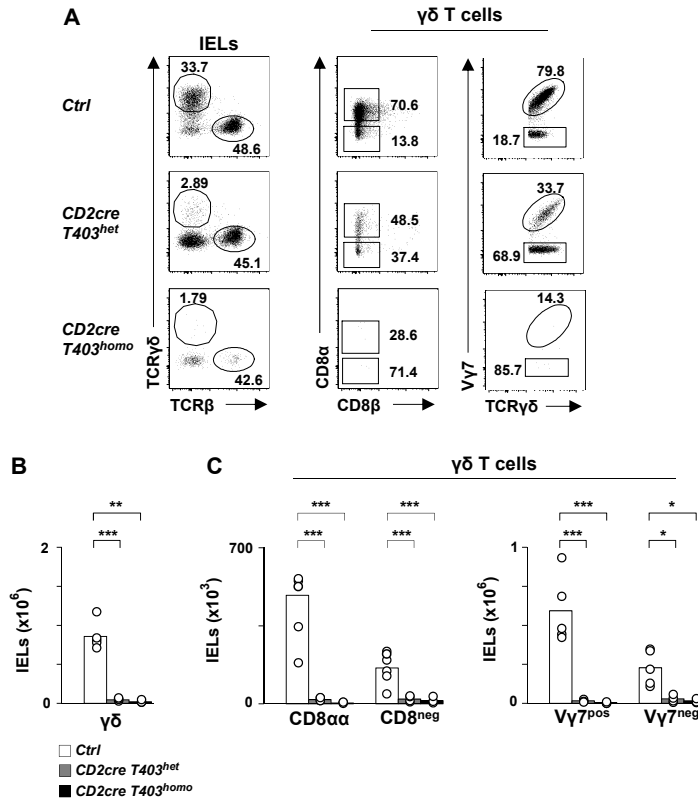 A
IELs
γδ T cells
Ctrl
33.7
48.6
70.6
13.8
79.8
18.7
CD2cre
T403het
2.89
45.1
48.5
37.4
33.7
68.9
CD2cre
T403homo
1.79
42.6
28.6
71.4
14.3
85.7
TCRγδ
TCRβ
CD8α
CD8β
Vγ7
TCRγδ
B
**
***
2
0
IELs (x10⁶)
γδ
C
γδ T cells
***
***
***
***
700
0
IELs (x10³)
CD8αα
CD8neg
***
*
***
*
1
0
IELs (x10⁶)
Vγ7pos
Vγ7neg
Ctrl
CD2cre T403het
CD2cre T403homo